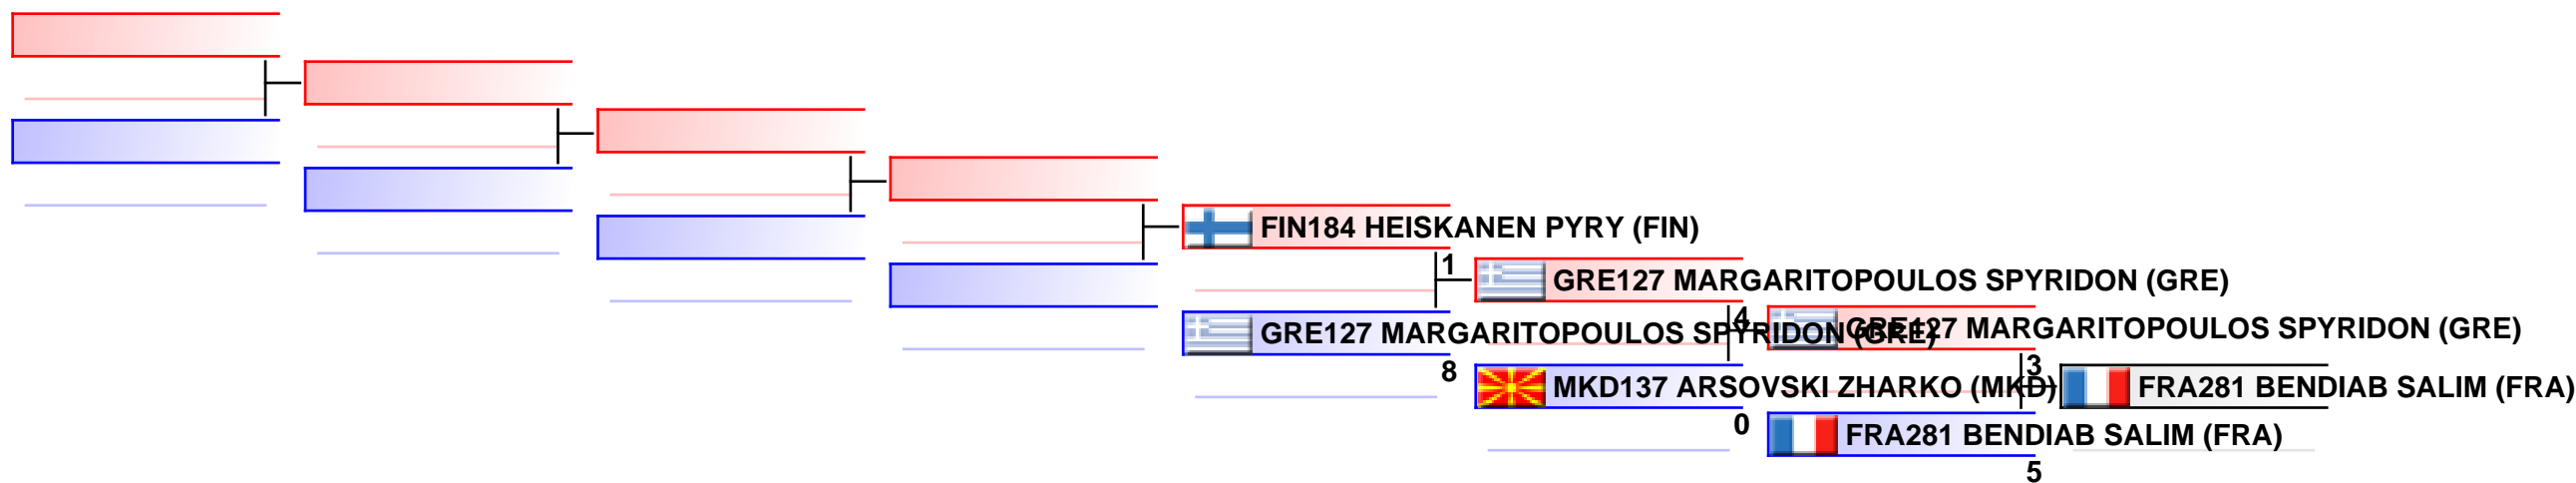 FIN184 HEISKANEN PYRY (FIN)
1
GRE127 MARGARITOPOULOS SPYRIDON (GRE)
4
GRE127 MARGARITOPOULOS SPYRIDON (GRE)
GRE127 MARGARITOPOULOS SPYRIDON (GRE)
8
3
MKD137 ARSOVSKI ZHARKO (MKD)
FRA281 BENDIAB SALIM (FRA)
0
FRA281 BENDIAB SALIM (FRA)
5